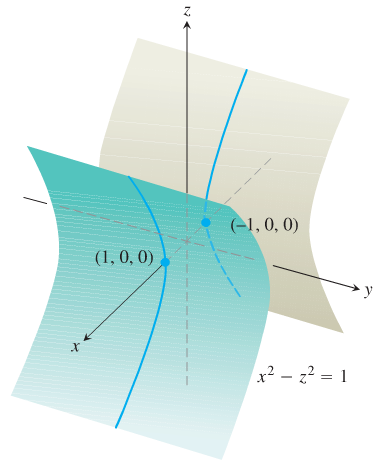 z
(–1, 0, 0)
(1, 0, 0)
y
x
x² − z² = 1